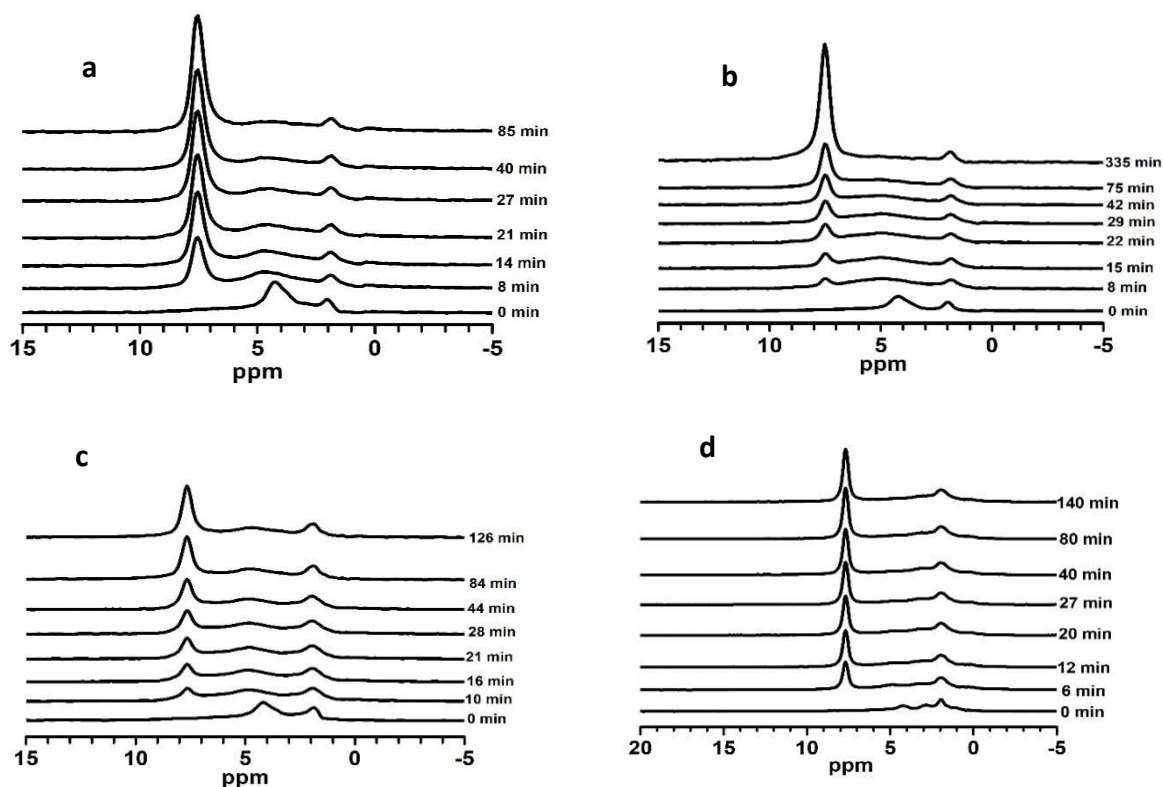 a
85 min
40 min
27 min
21 min
14 min
8 min
0 min
15 10 5 0 -5
ppm
b
335 min
75 min
42 min
29 min
22 min
15 min
8 min
0 min
15 10 5 0 -5
ppm
c
126 min
84 min
44 min
28 min
21 min
16 min
10 min
0 min
15 10 5 0 -5
ppm
d
140 min
80 min
40 min
27 min
20 min
12 min
6 min
0 min
20 15 10 5 0 -5
ppm